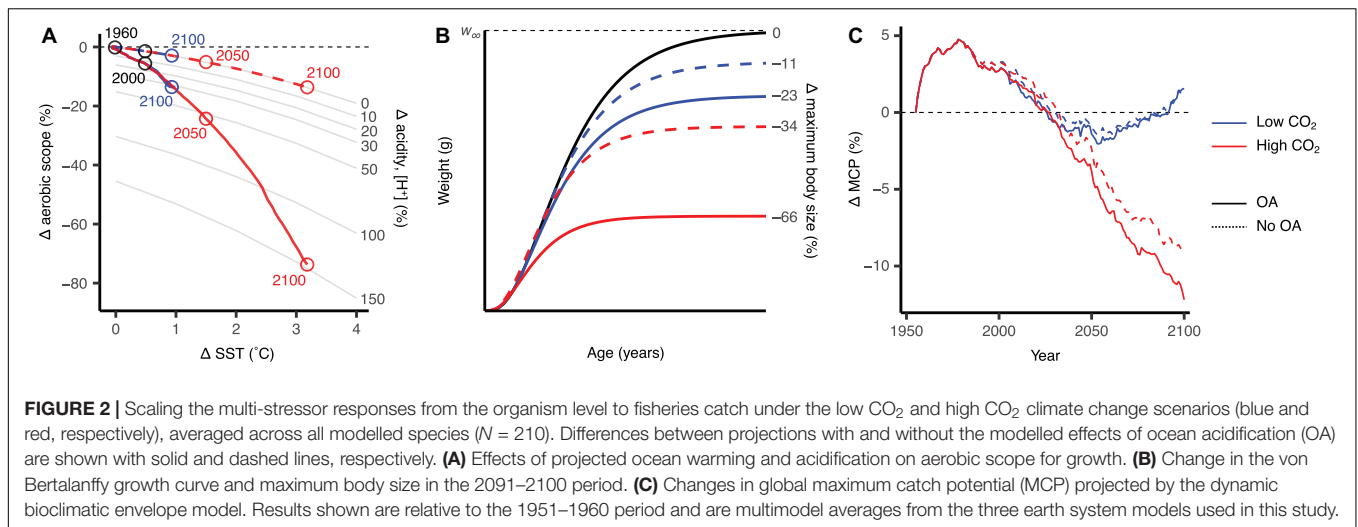 A
1960
2100
2050
2100
2000
2100
2050
2100
0
−20
−40
−60
−80
Δ aerobic scope (%)
0
10
20
30
50
100
150
Δ acidity, [H⁺] (%)
0
1
2
3
4
Δ SST (°C)
B
W∞
Weight (g)
0
−11
−23
−34
−66
Δ maximum body size (%)
Age (years)
C
5
0
−5
−10
Δ MCP (%)
1950
2000
2050
2100
Year
Low CO₂
High CO₂
OA
No OA
FIGURE 2 | Scaling the multi-stressor responses from the organism level to fisheries catch under the low CO₂ and high CO₂ climate change scenarios (blue and
red, respectively), averaged across all modelled species (N = 210). Differences between projections with and without the modelled effects of ocean acidification (OA)
are shown with solid and dashed lines, respectively. (A) Effects of projected ocean warming and acidification on aerobic scope for growth. (B) Change in the von
Bertalanffy growth curve and maximum body size in the 2091–2100 period. (C) Changes in global maximum catch potential (MCP) projected by the dynamic
bioclimatic envelope model. Results shown are relative to the 1951–1960 period and are multimodel averages from the three earth system models used in this study.